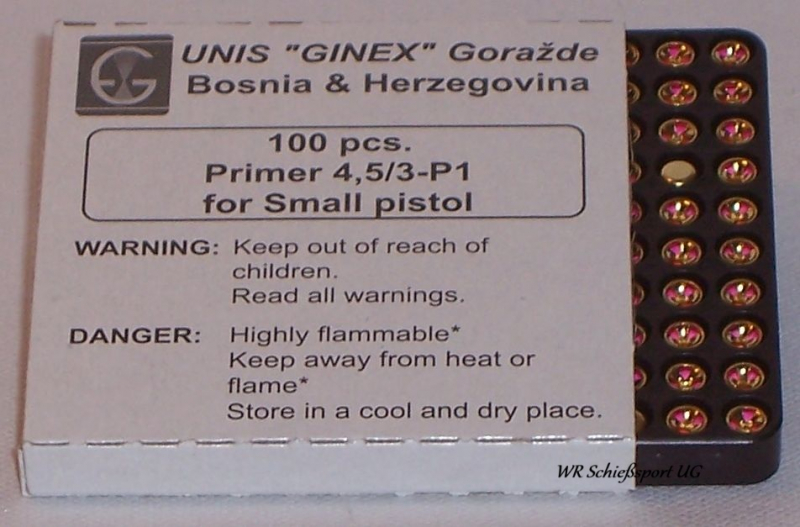 UNIS "GINEX" Goražde
Bosnia & Herzegovina
100 pcs.
Primer 4,5/3-P1
for Small pistol
WARNING: Keep out of reach of
children.
Read all warnings.
DANGER: Highly flammable*
Keep away from heat or
flame*
Store in a cool and dry place.
WR Schießsport UG